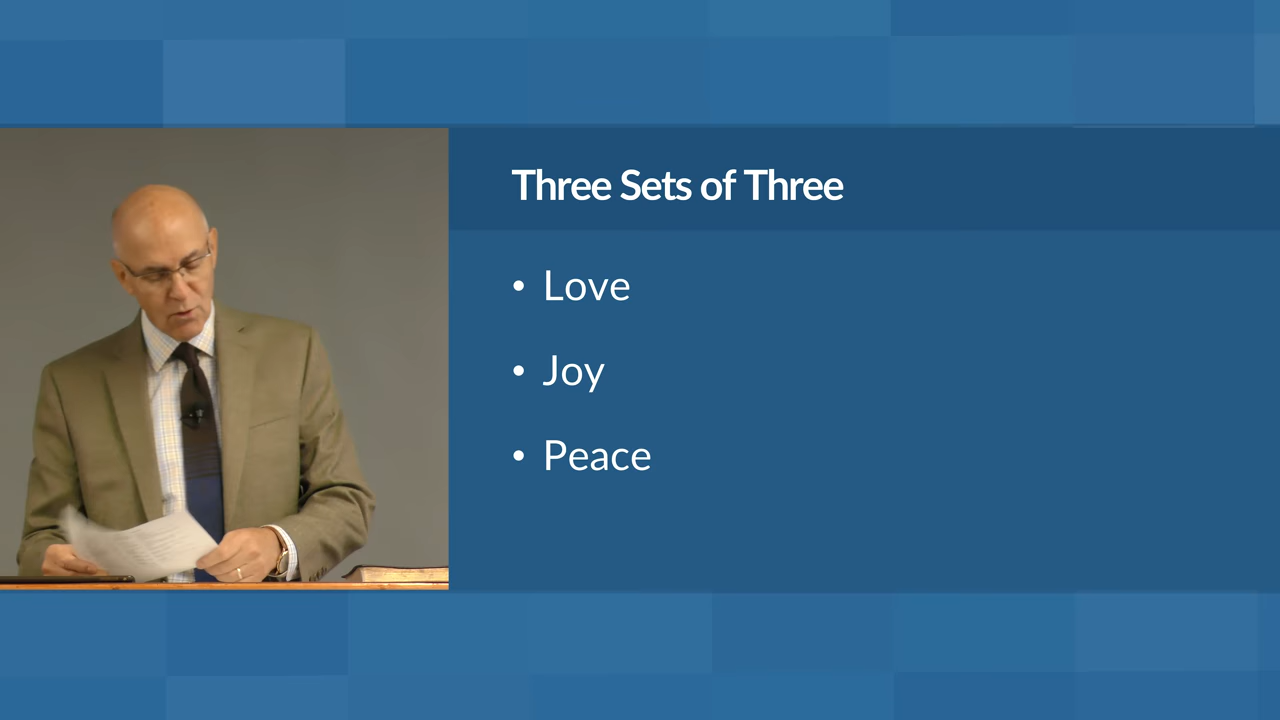 Three Sets of Three
• Love
• Joy
• Peace